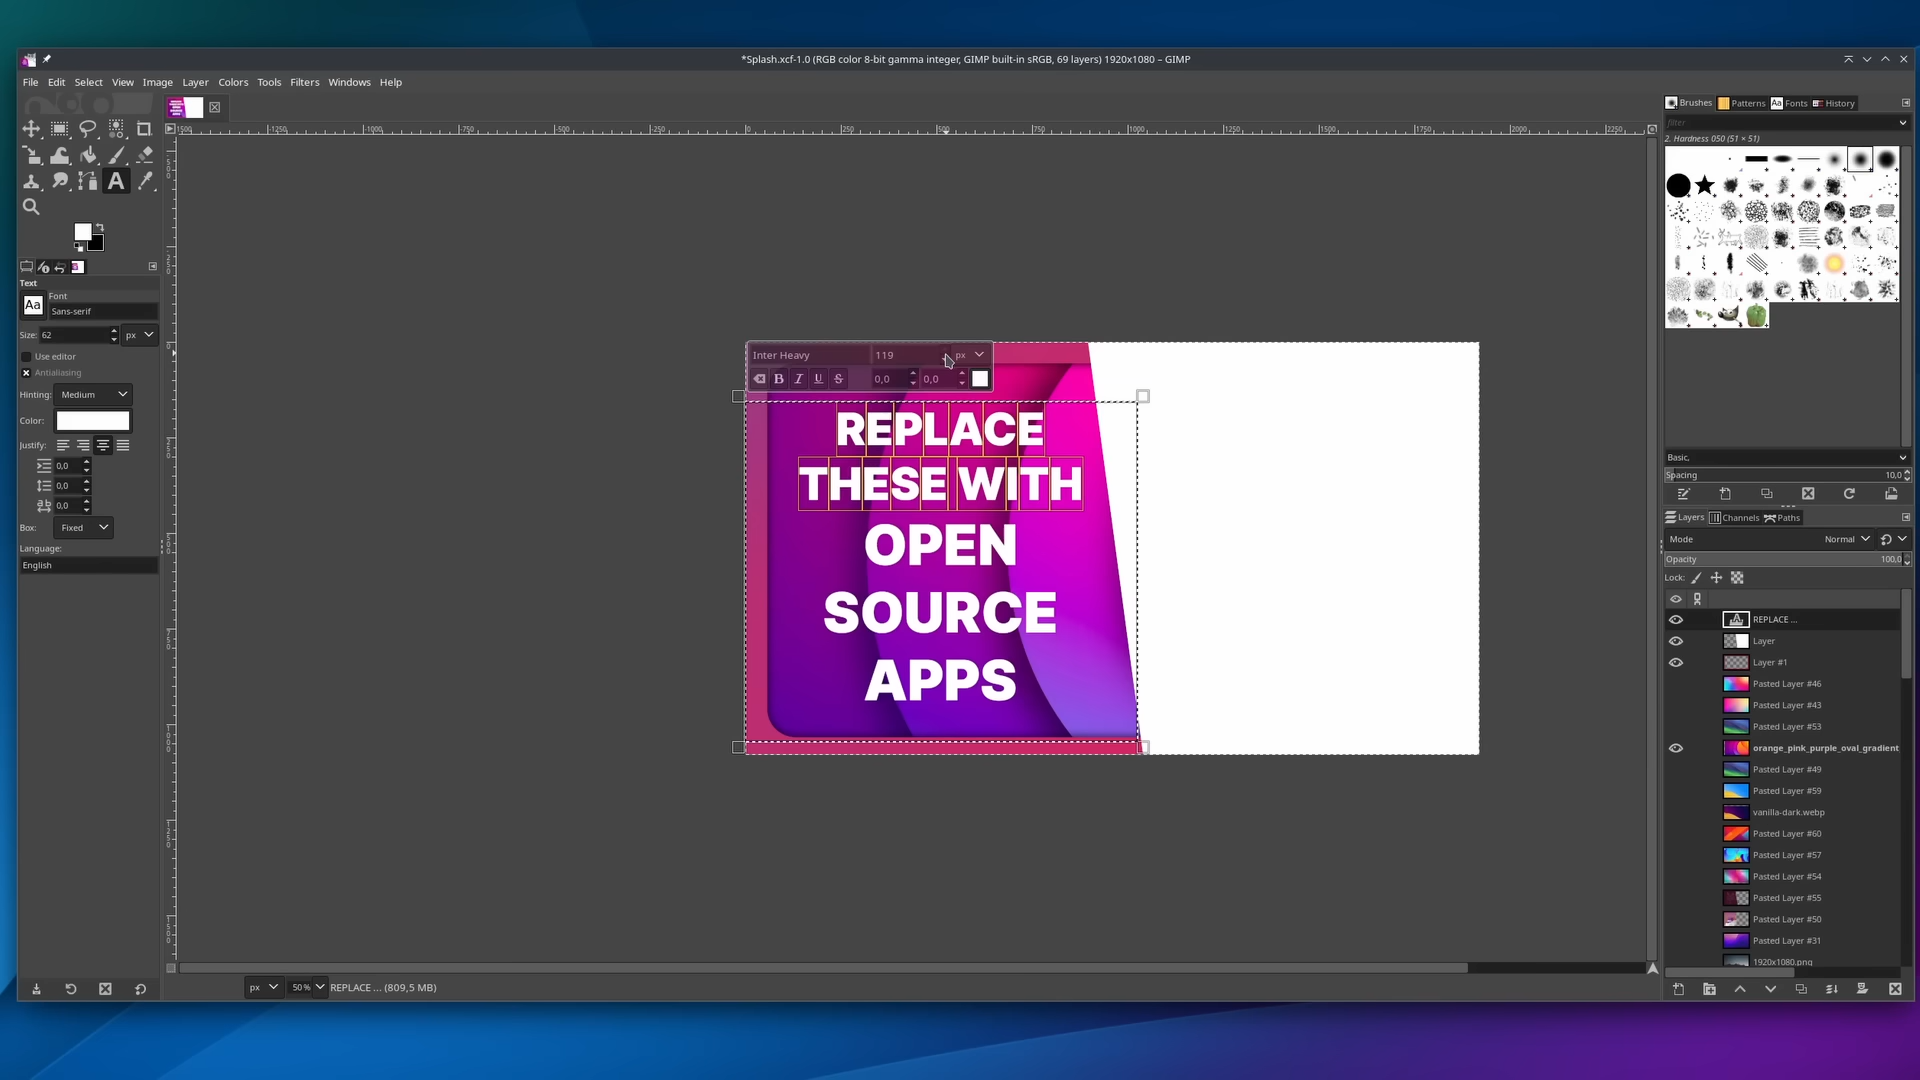 *Splash.xcf-1.0 (RGB color 8-bit gamma integer, GIMP built-in sRGB, 69 layers) 1920x1080 – GIMP
File Edit Select View Image Layer Colors Tools Filters Windows Help
Text
Font
Aa Sans-serif
Size: 62 px
Use editor
Antialiasing
Hinting: Medium
Color:
Justify:
0,0
0,0
0,0
Box: Fixed
Language:
English
Inter Heavy 119 px
B I U S 0,0 0,0
REPLACE
THESE WITH
OPEN
SOURCE
APPS
px 50% REPLACE ... (809,5 MB)
Brushes Patterns Aa Fonts History
filter
2. Hardness 050 (51 × 51)
Basic,
Spacing 10,0
Layers Channels Paths
Mode Normal
Opacity 100,0
Lock:
REPLACE ...
Layer
Layer #1
Pasted Layer #46
Pasted Layer #43
Pasted Layer #53
orange_pink_purple_oval_gradient
Pasted Layer #49
Pasted Layer #59
vanilla-dark.webp
Pasted Layer #60
Pasted Layer #57
Pasted Layer #54
Pasted Layer #55
Pasted Layer #50
Pasted Layer #31
1920x1080.png